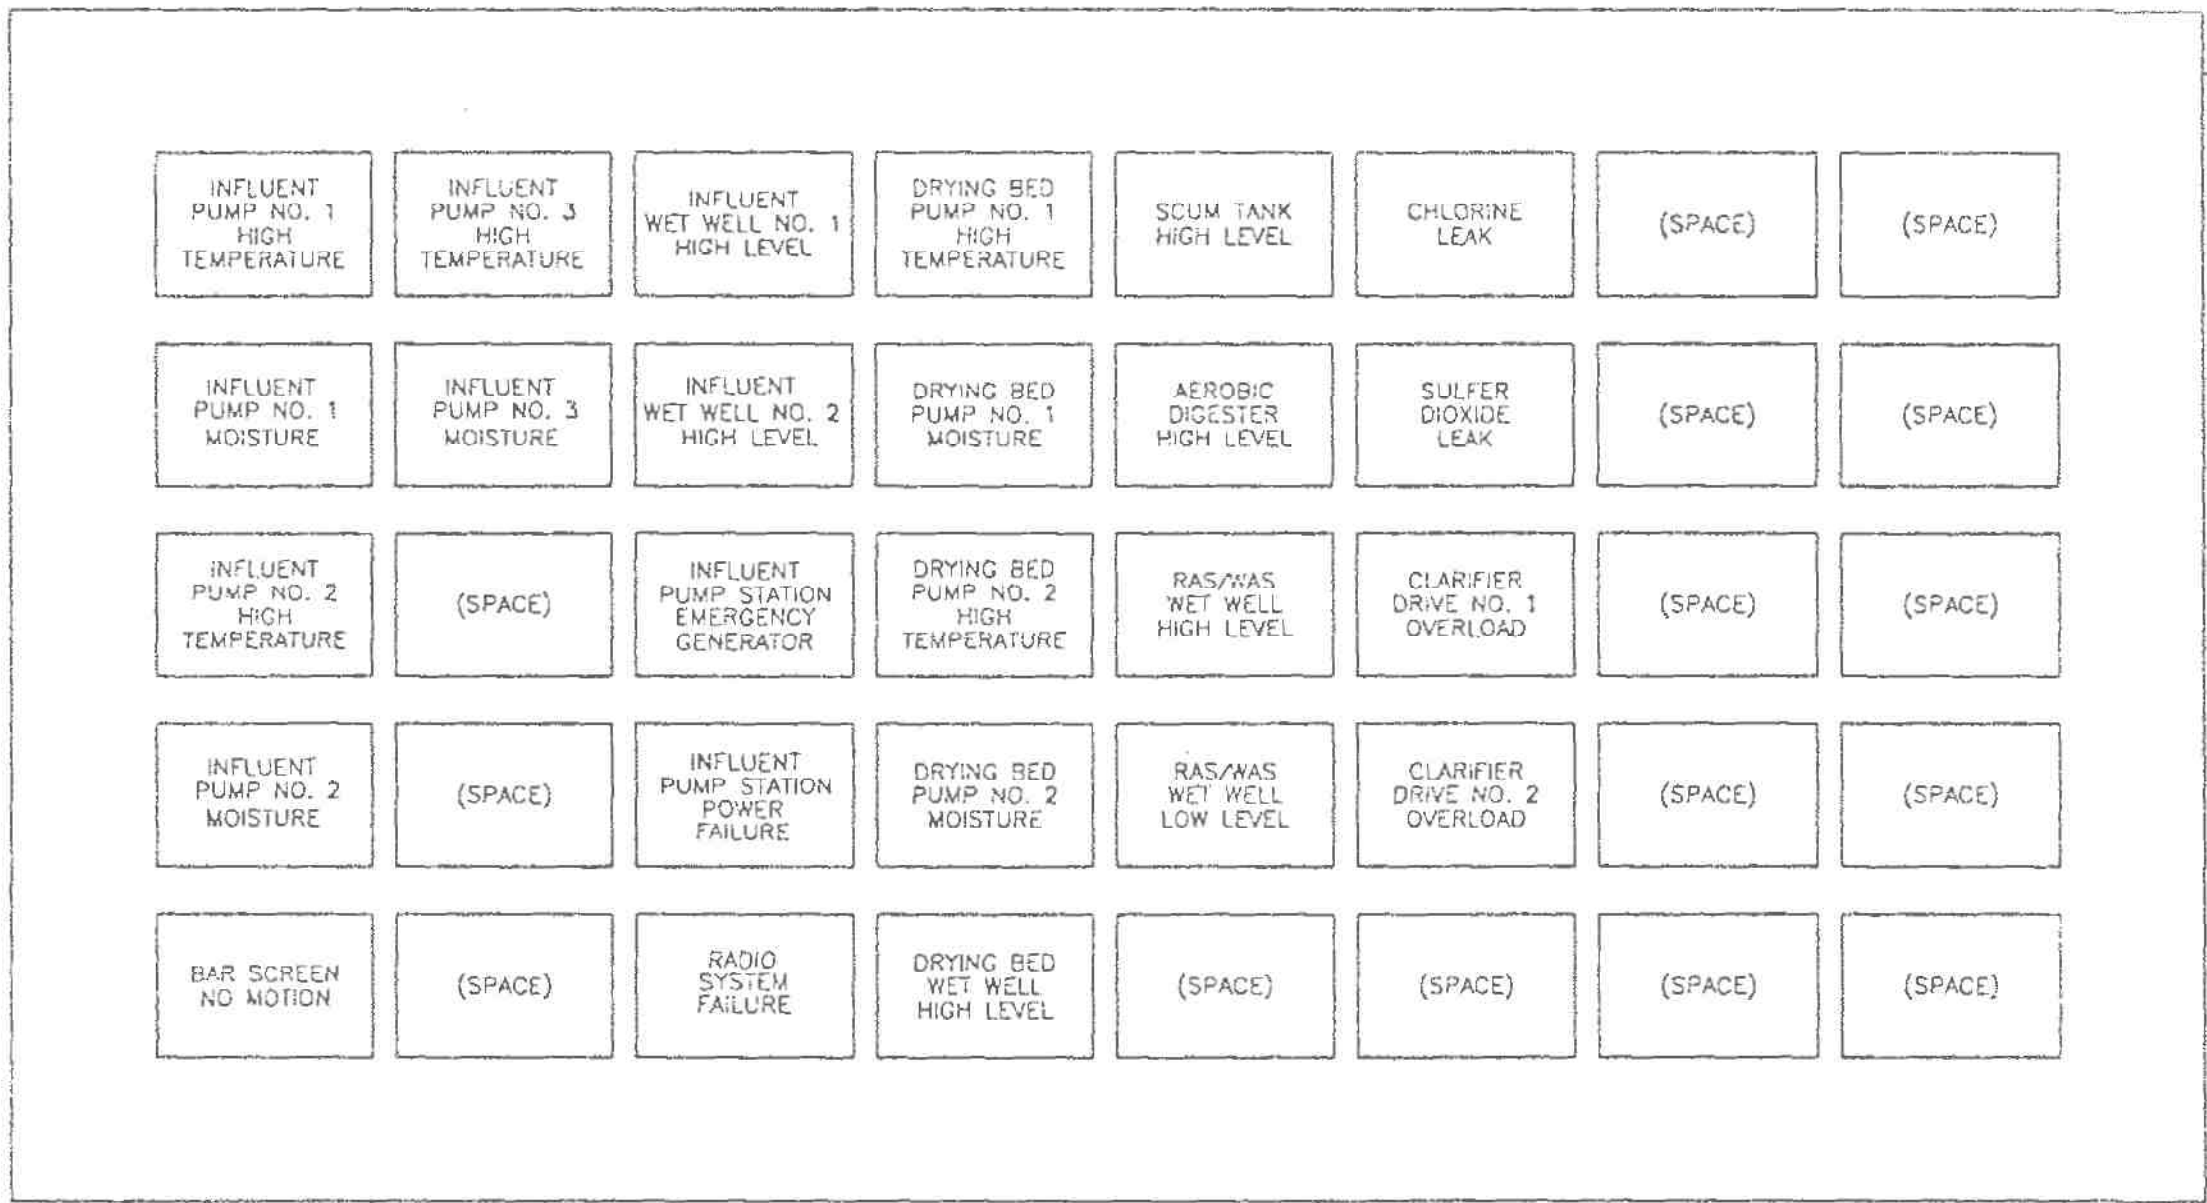 INFLUENT
PUMP NO. 1
HIGH
TEMPERATURE
INFLUENT
PUMP NO. 3
HIGH
TEMPERATURE
INFLUENT
WET WELL NO. 1
HIGH LEVEL
DRYING BED
PUMP NO. 1
HIGH
TEMPERATURE
SCUM TANK
HIGH LEVEL
CHLORINE
LEAK
(SPACE)
(SPACE)
INFLUENT
PUMP NO. 1
MOISTURE
INFLUENT
PUMP NO. 3
MOISTURE
INFLUENT
WET WELL NO. 2
HIGH LEVEL
DRYING BED
PUMP NO. 1
MOISTURE
AEROBIC
DIGESTER
HIGH LEVEL
SULFER
DIOXIDE
LEAK
(SPACE)
(SPACE)
INFLUENT
PUMP NO. 2
HIGH
TEMPERATURE
(SPACE)
INFLUENT
PUMP STATION
EMERGENCY
GENERATOR
DRYING BED
PUMP NO. 2
HIGH
TEMPERATURE
RAS/WAS
WET WELL
HIGH LEVEL
CLARIFIER
DRIVE NO. 1
OVERLOAD
(SPACE)
(SPACE)
INFLUENT
PUMP NO. 2
MOISTURE
(SPACE)
INFLUENT
PUMP STATION
POWER
FAILURE
DRYING BED
PUMP NO. 2
MOISTURE
RAS/WAS
WET WELL
LOW LEVEL
CLARIFIER
DRIVE NO. 2
OVERLOAD
(SPACE)
(SPACE)
BAR SCREEN
NO MOTION
(SPACE)
RADIO
SYSTEM
FAILURE
DRYING BED
WET WELL
HIGH LEVEL
(SPACE)
(SPACE)
(SPACE)
(SPACE)